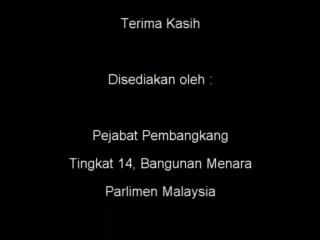 Terima Kasih
Disediakan oleh :
Pejabat Pembangkang
Tingkat 14, Bangunan Menara
Parlimen Malaysia